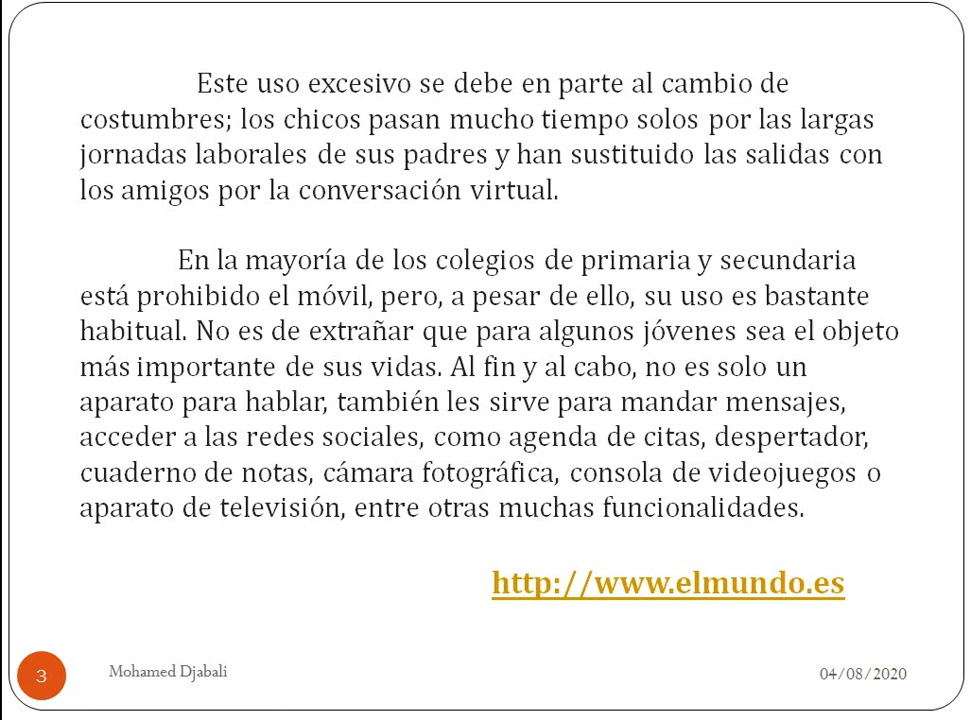 Este uso excesivo se debe en parte al cambio de
costumbres; los chicos pasan mucho tiempo solos por las largas
jornadas laborales de sus padres y han sustituido las salidas con
los amigos por la conversación virtual.
En la mayoría de los colegios de primaria y secundaria
está prohibido el móvil, pero, a pesar de ello, su uso es bastante
habitual. No es de extrañar que para algunos jóvenes sea el objeto
más importante de sus vidas. Al fin y al cabo, no es solo un
aparato para hablar, también les sirve para mandar mensajes,
acceder a las redes sociales, como agenda de citas, despertador,
cuaderno de notas, cámara fotográfica, consola de videojuegos o
aparato de televisión, entre otras muchas funcionalidades.
http://www.elmundo.es
3 Mohamed Djabali 04/08/2020